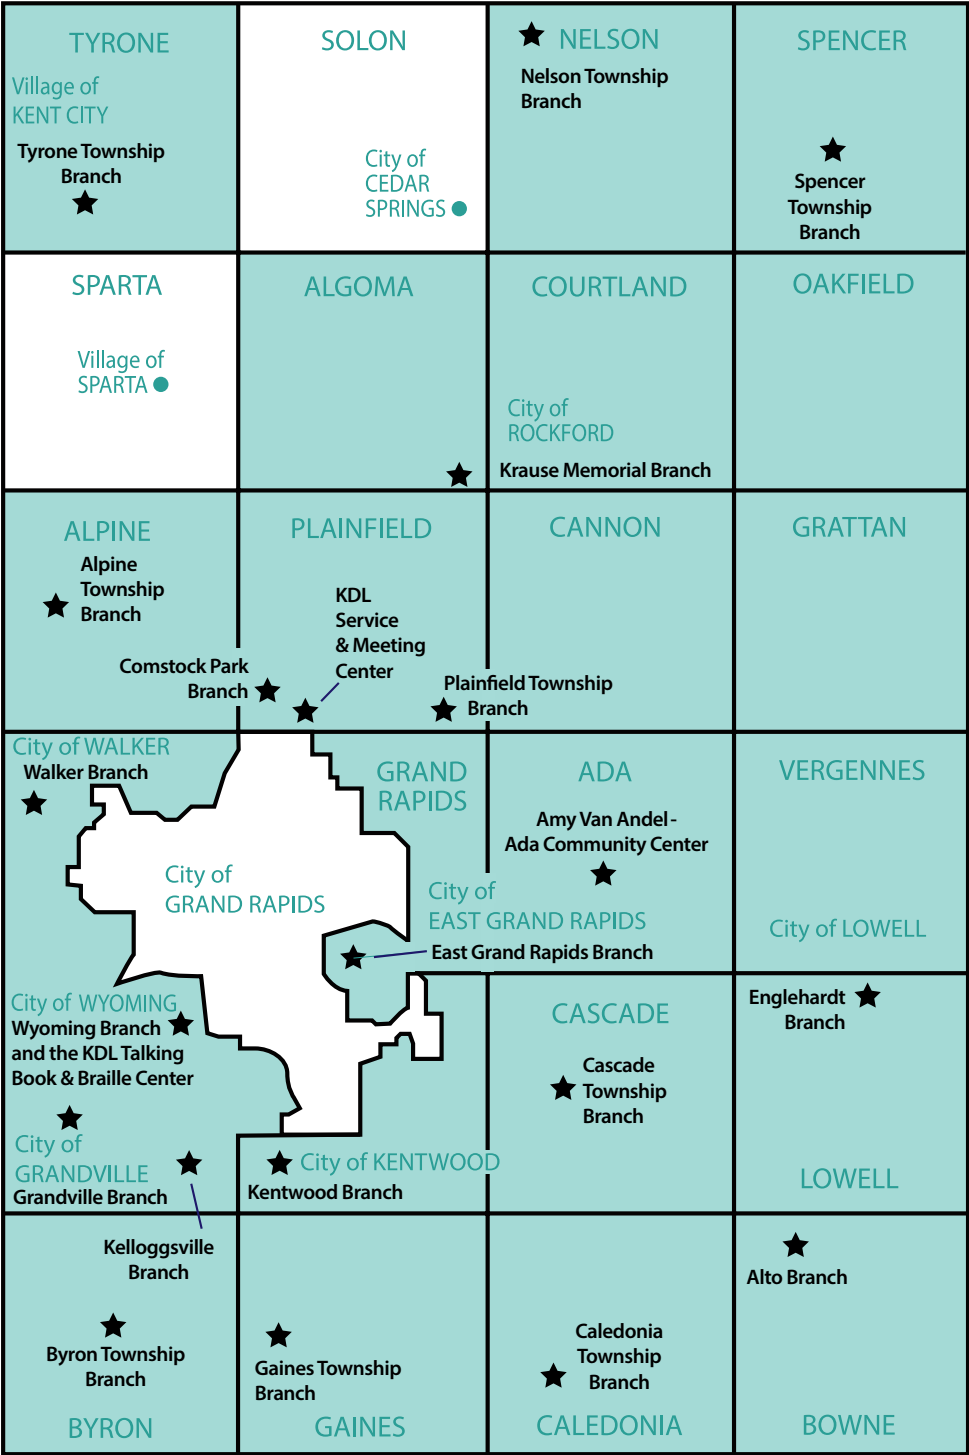 TYRONE
Village of
KENT CITY
Tyrone Township
Branch
SOLON
City of
CEDAR
SPRINGS
NELSON
Nelson Township
Branch
SPENCER
Spencer
Township
Branch
SPARTA
Village of
SPARTA
ALGOMA
COURTLAND
City of
ROCKFORD
Krause Memorial Branch
OAKFIELD
ALPINE
Alpine
Township
Branch
PLAINFIELD
KDL
Service
& Meeting
Center
Comstock Park
Branch
Plainfield Township
Branch
CANNON
GRATTAN
City of WALKER
Walker Branch
GRAND
RAPIDS
City of
GRAND RAPIDS
ADA
Amy Van Andel-
Ada Community Center
City of
EAST GRAND RAPIDS
East Grand Rapids Branch
VERGENNES
City of LOWELL
City of WYOMING
Wyoming Branch
and the KDL Talking
Book & Braille Center
City of
GRANDVILLE
Grandville Branch
City of KENTWOOD
Kentwood Branch
CASCADE
Cascade
Township
Branch
Englehardt
Branch
LOWELL
Kelloggsville
Branch
Byron Township
Branch
BYRON
Gaines Township
Branch
GAINES
Caledonia
Township
Branch
CALEDONIA
Alto Branch
BOWNE